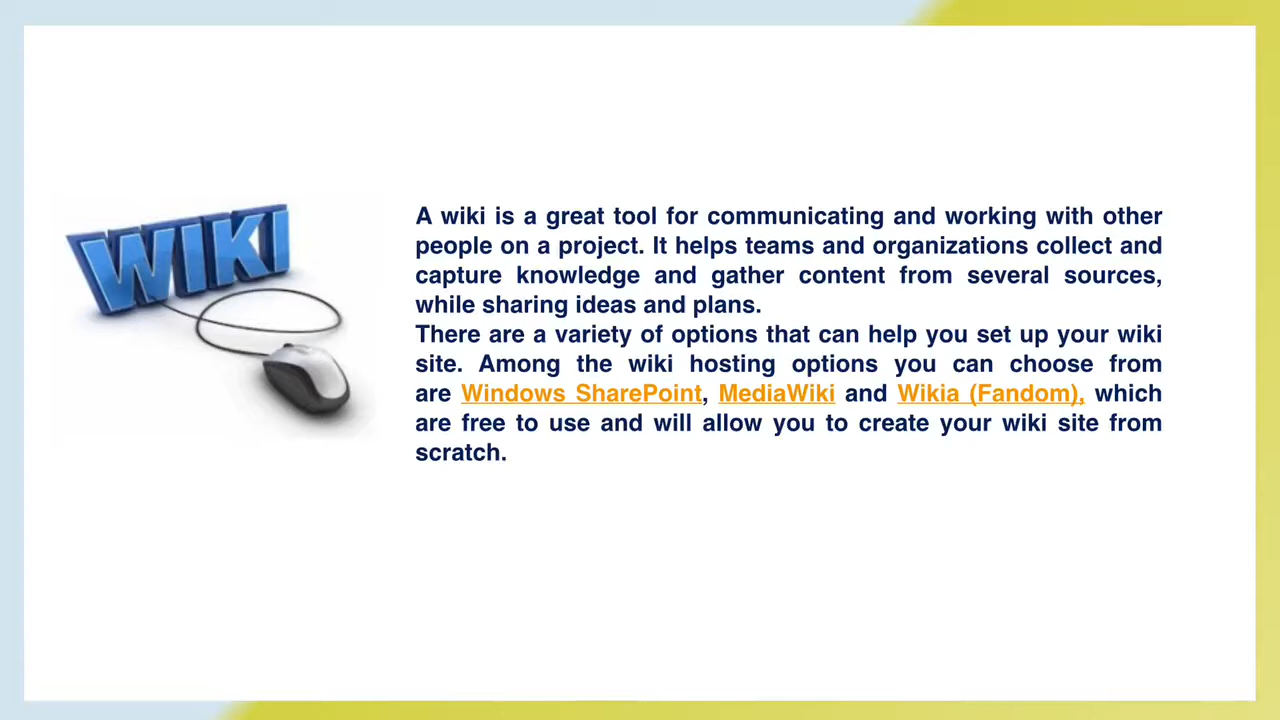 WIKI
A wiki is a great tool for communicating and working with other
people on a project. It helps teams and organizations collect and
capture knowledge and gather content from several sources,
while sharing ideas and plans.
There are a variety of options that can help you set up your wiki
site. Among the wiki hosting options you can choose from
are Windows SharePoint, MediaWiki and Wikia (Fandom), which
are free to use and will allow you to create your wiki site from
scratch.